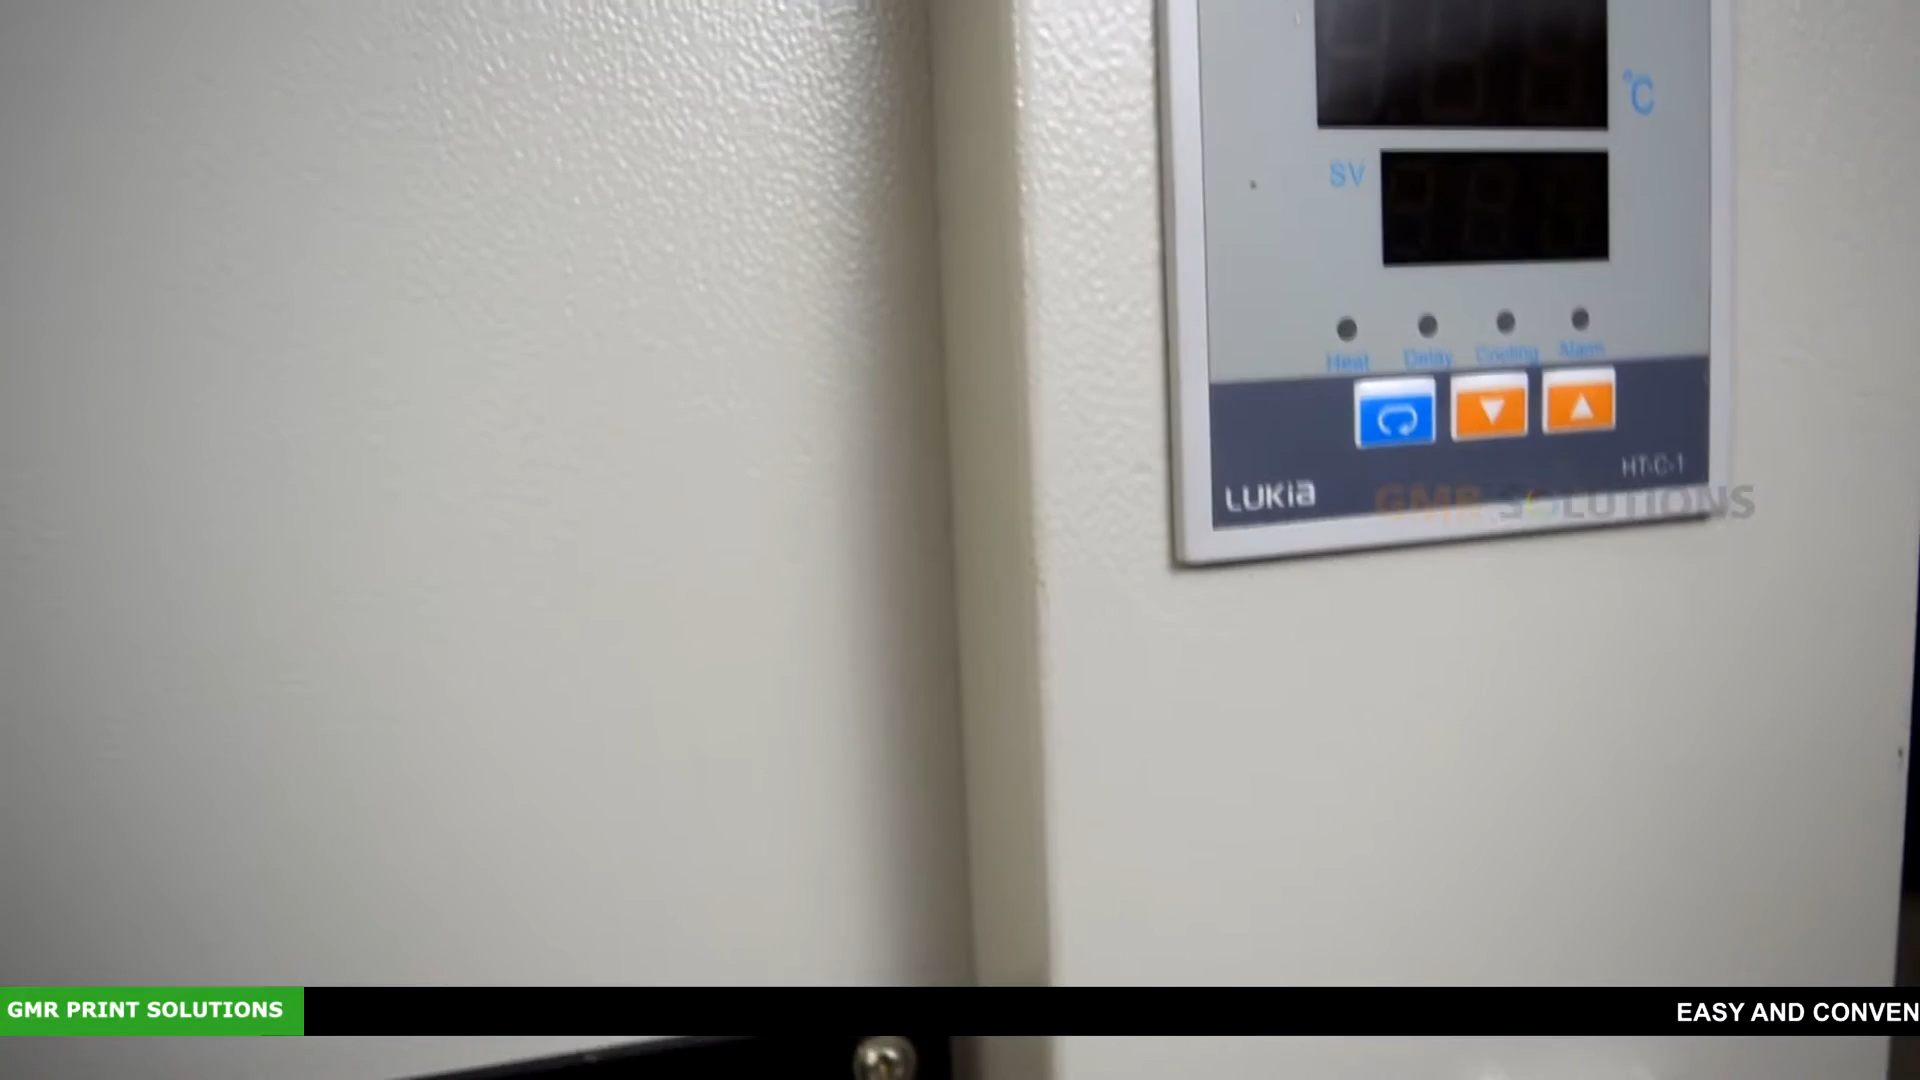 °C
SV
Heat Delay Cooling Alarm
HT-C-1
LUKIA
GMR SOLUTIONS
GMR PRINT SOLUTIONS
EASY AND CONVEN